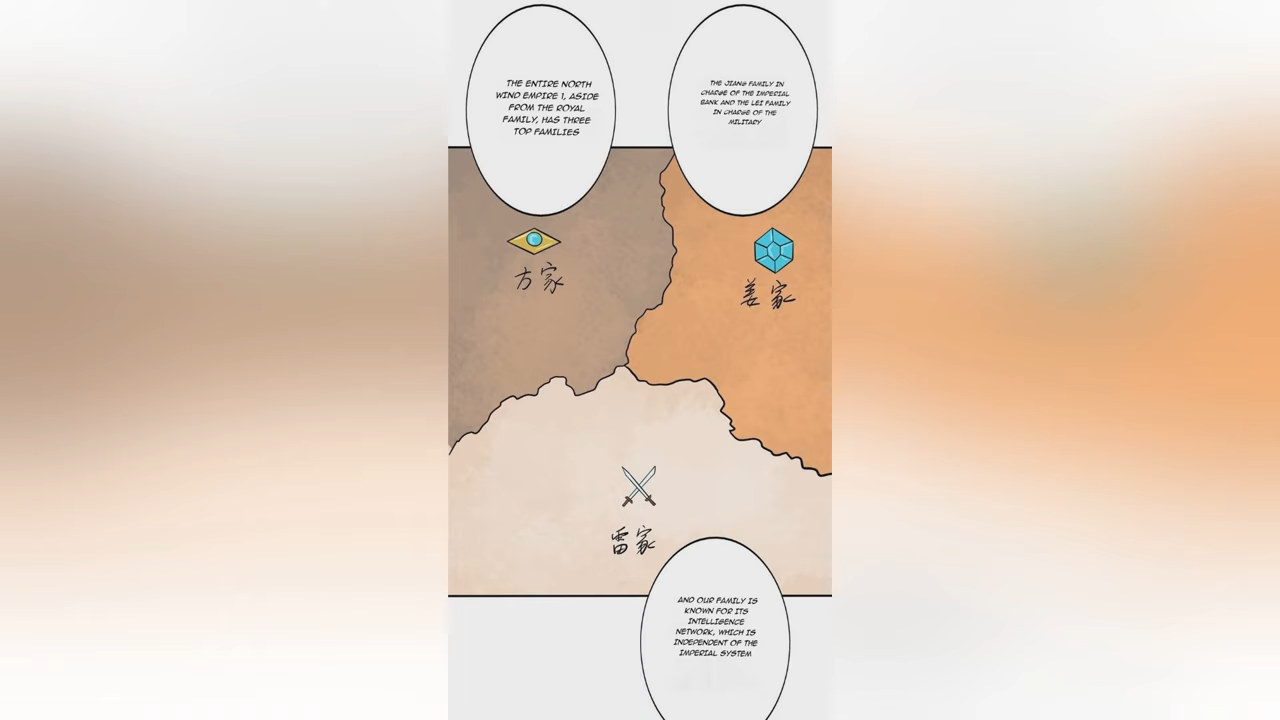 THE ENTIRE NORTH
WIND EMPIRE 1, ASIDE
FROM THE ROYAL
FAMILY, HAS THREE
TOP FAMILIES
THE JIANG FAMILY IN
CHARGE OF THE IMPERIAL
BANK AND THE LEI FAMILY
IN CHARGE OF THE
MILITARY
方家
姜家
雷家
AND OUR FAMILY IS
KNOWN FOR ITS
INTELLIGENCE
NETWORK, WHICH IS
INDEPENDENT OF THE
IMPERIAL SYSTEM